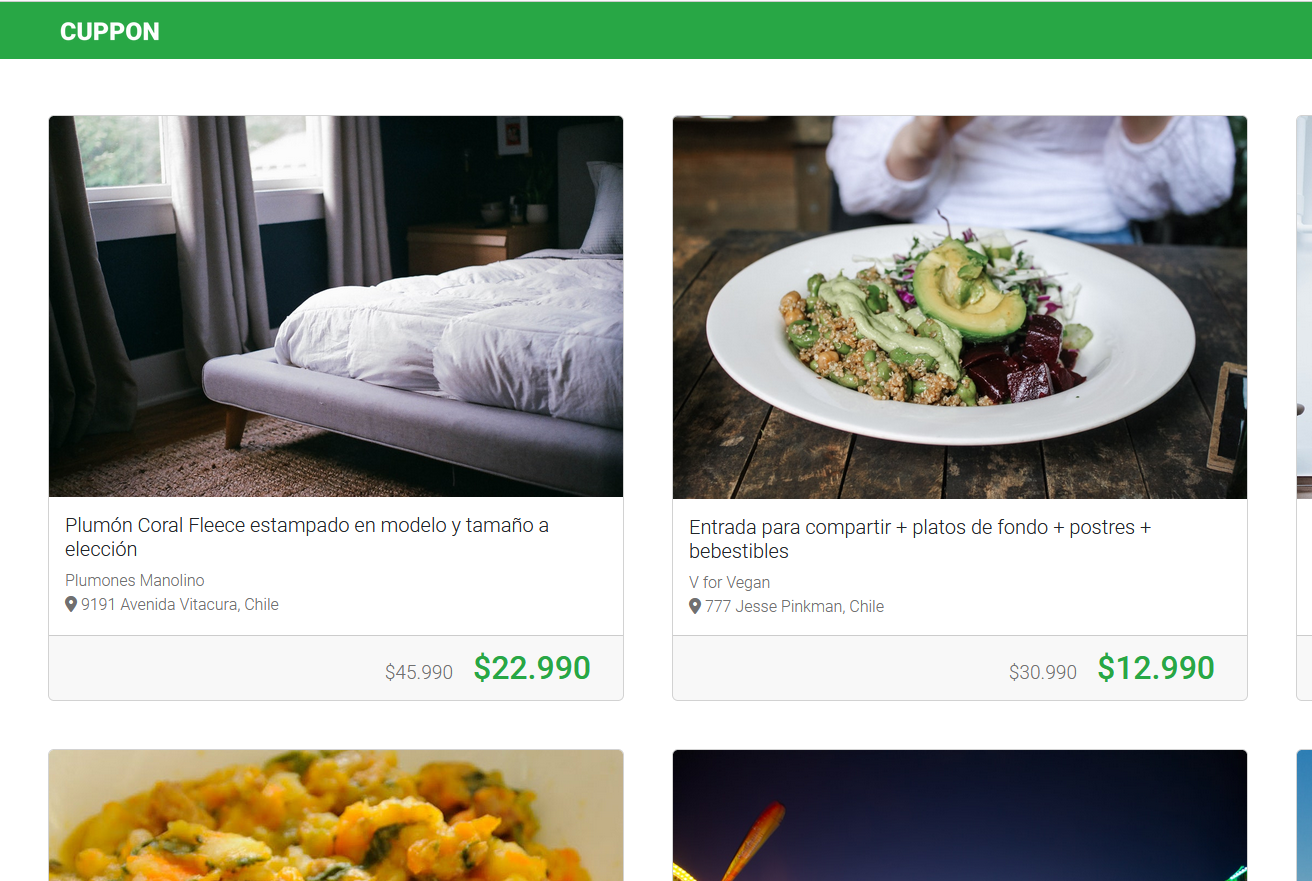 CUPPON
Plumón Coral Fleece estampado en modelo y tamaño a
elección
Plumones Manolino
9191 Avenida Vitacura, Chile
$45.990 $22.990
Entrada para compartir + platos de fondo + postres +
bebestibles
V for Vegan
777 Jesse Pinkman, Chile
$30.990 $12.990